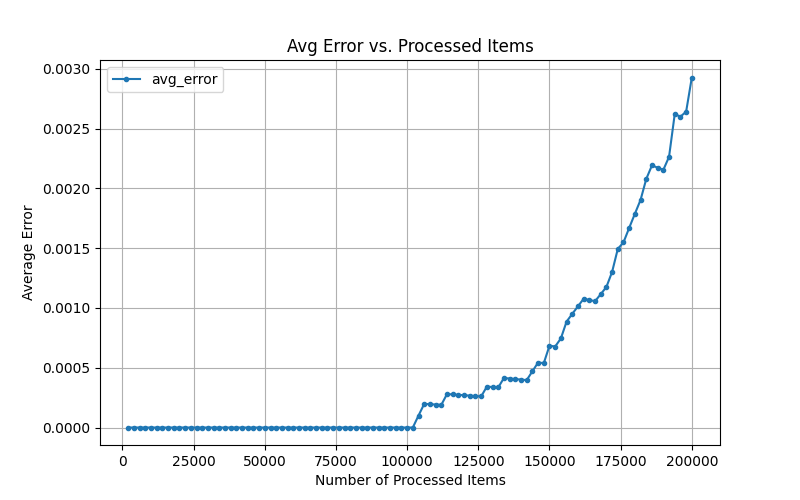 Avg Error vs. Processed Items
avg_error
0.0030
0.0025
0.0020
0.0015
0.0010
0.0005
0.0000
Average Error
0 25000 50000 75000 100000 125000 150000 175000 200000
Number of Processed Items